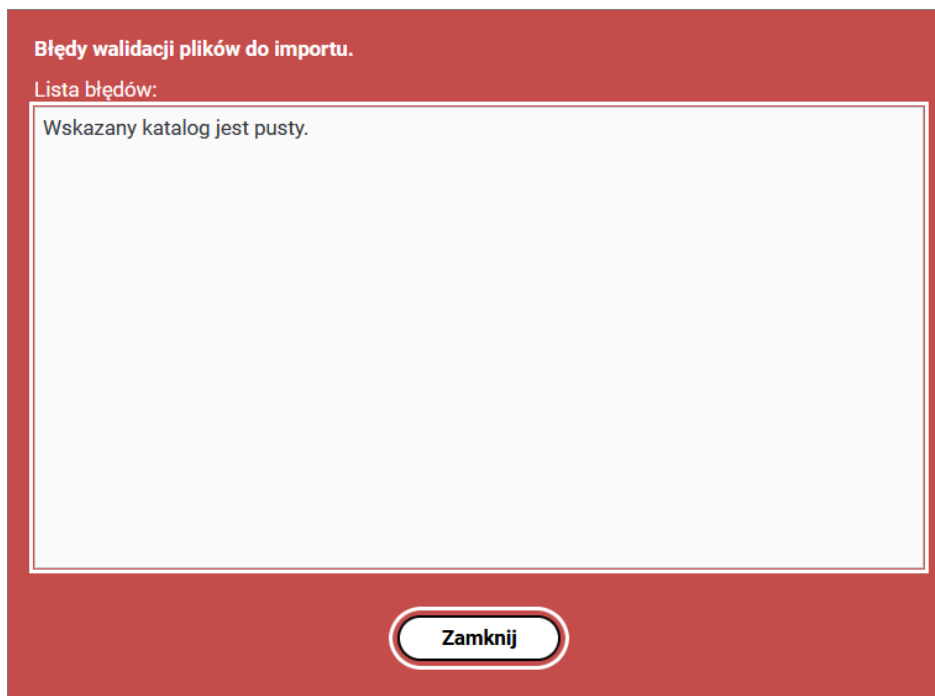 Błędy walidacji plików do importu.
Lista błędów:
Wskazany katalog jest pusty.
Zamknij